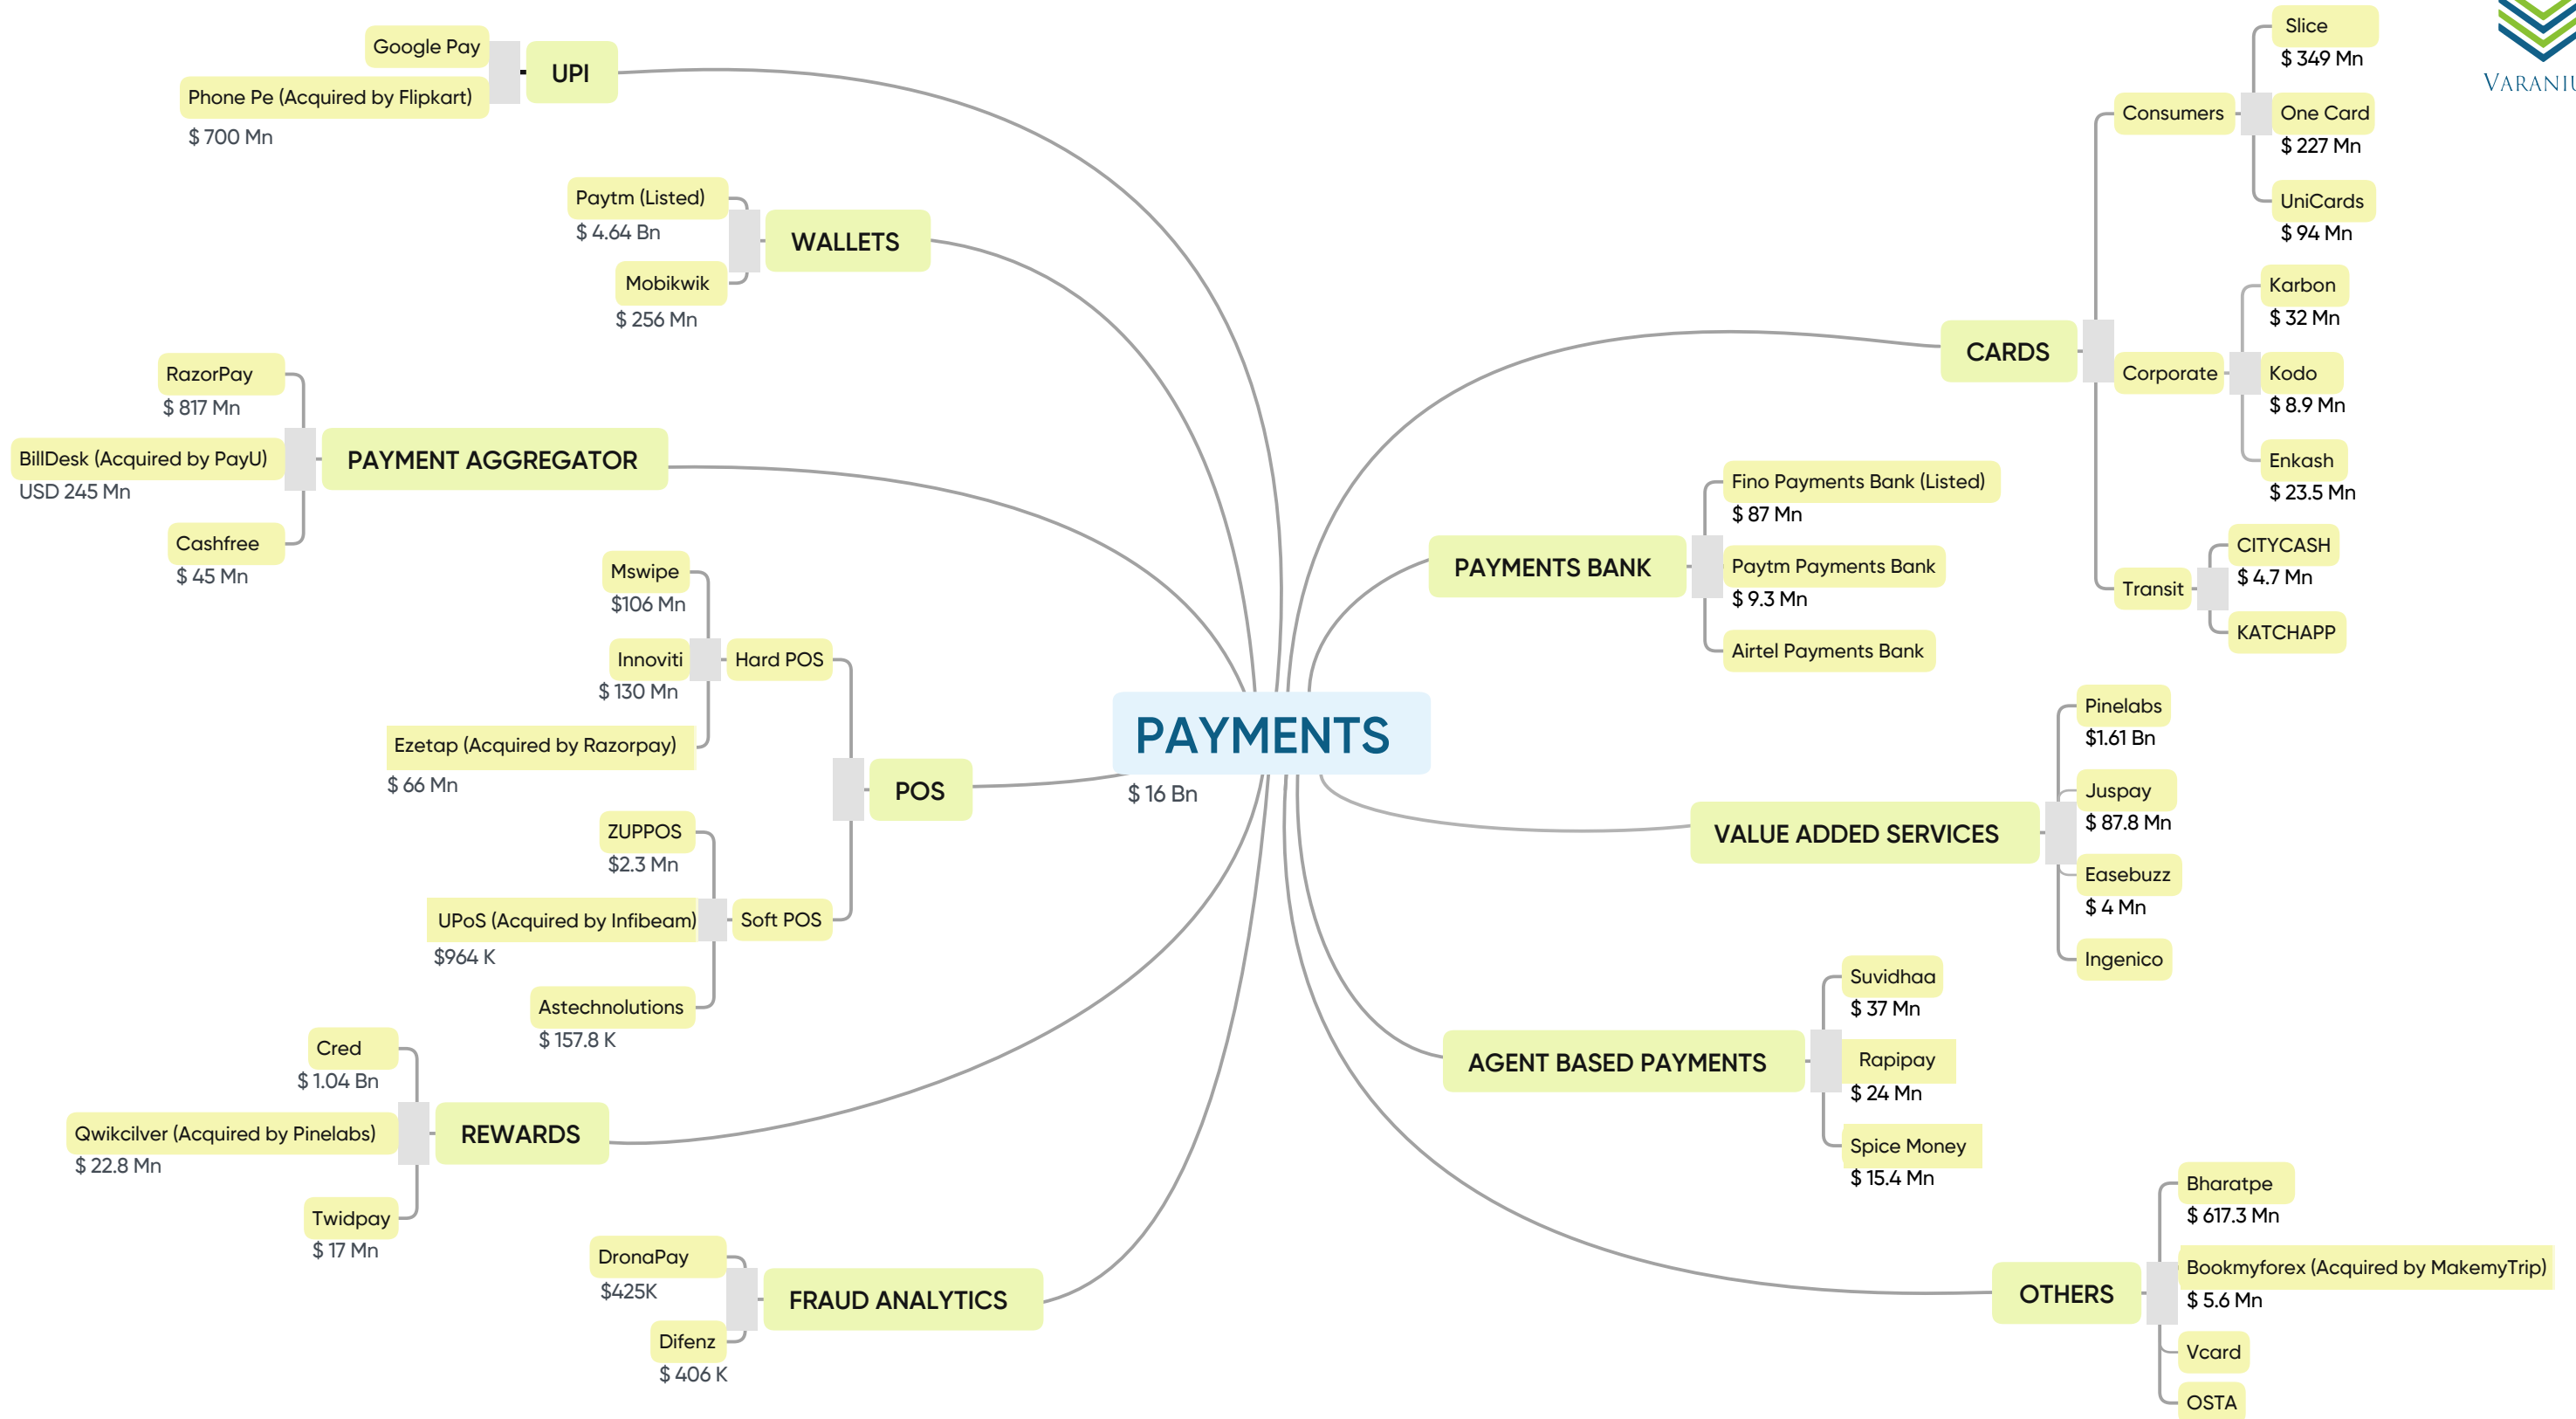 Google Pay
Phone Pe (Acquired by Flipkart)
$ 700 Mn
UPI
Paytm (Listed)
$ 4.64 Bn
Mobikwik
$ 256 Mn
WALLETS
RazorPay
$ 817 Mn
BillDesk (Acquired by PayU)
USD 245 Mn
Cashfree
$ 45 Mn
PAYMENT AGGREGATOR
Mswipe
$106 Mn
Innoviti
$ 130 Mn
Ezetap (Acquired by Razorpay)
$ 66 Mn
Hard POS
ZUPPOS
$2.3 Mn
UPoS (Acquired by Infibeam)
$964 K
Astechnolutions
$ 157.8 K
Soft POS
POS
Cred
$ 1.04 Bn
Qwikcilver (Acquired by Pinelabs)
$ 22.8 Mn
Twidpay
$ 17 Mn
REWARDS
DronaPay
$425K
Difenz
$ 406 K
FRAUD ANALYTICS
PAYMENTS
$ 16 Bn
VARANIU
CARDS
Consumers
Slice
$ 349 Mn
One Card
$ 227 Mn
UniCards
$ 94 Mn
Corporate
Karbon
$ 32 Mn
Kodo
$ 8.9 Mn
Enkash
$ 23.5 Mn
Transit
CITYCASH
$ 4.7 Mn
KATCHAPP
PAYMENTS BANK
Fino Payments Bank (Listed)
$ 87 Mn
Paytm Payments Bank
$ 9.3 Mn
Airtel Payments Bank
VALUE ADDED SERVICES
Pinelabs
$1.61 Bn
Juspay
$ 87.8 Mn
Easebuzz
$ 4 Mn
Ingenico
AGENT BASED PAYMENTS
Suvidhaa
$ 37 Mn
Rapipay
$ 24 Mn
Spice Money
$ 15.4 Mn
OTHERS
Bharatpe
$ 617.3 Mn
Bookmyforex (Acquired by MakemyTrip)
$ 5.6 Mn
Vcard
OSTA